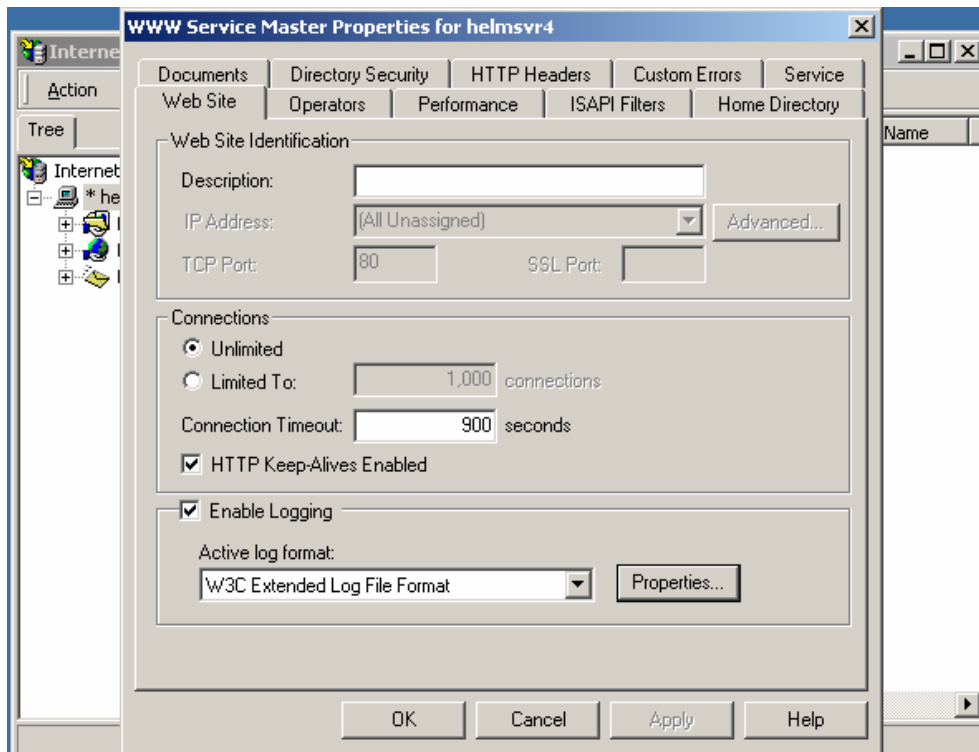 WWW Service Master Properties for helmsvr4
Interne
Action
Tree
Name
Internet
* he
Documents
Directory Security
HTTP Headers
Custom Errors
Service
Web Site
Operators
Performance
ISAPI Filters
Home Directory
Web Site Identification
Description:
IP Address: (All Unassigned) Advanced...
TCP Port: 80 SSL Port:
Connections
Unlimited
Limited To: 1,000 connections
Connection Timeout: 900 seconds
HTTP Keep-Alives Enabled
Enable Logging
Active log format:
W3C Extended Log File Format Properties...
OK Cancel Apply Help